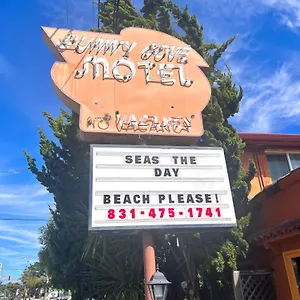 Sunny Cove
Motel
NO VACANCY
SEAS THE
DAY
BEACH PLEASE!
831-475-1741